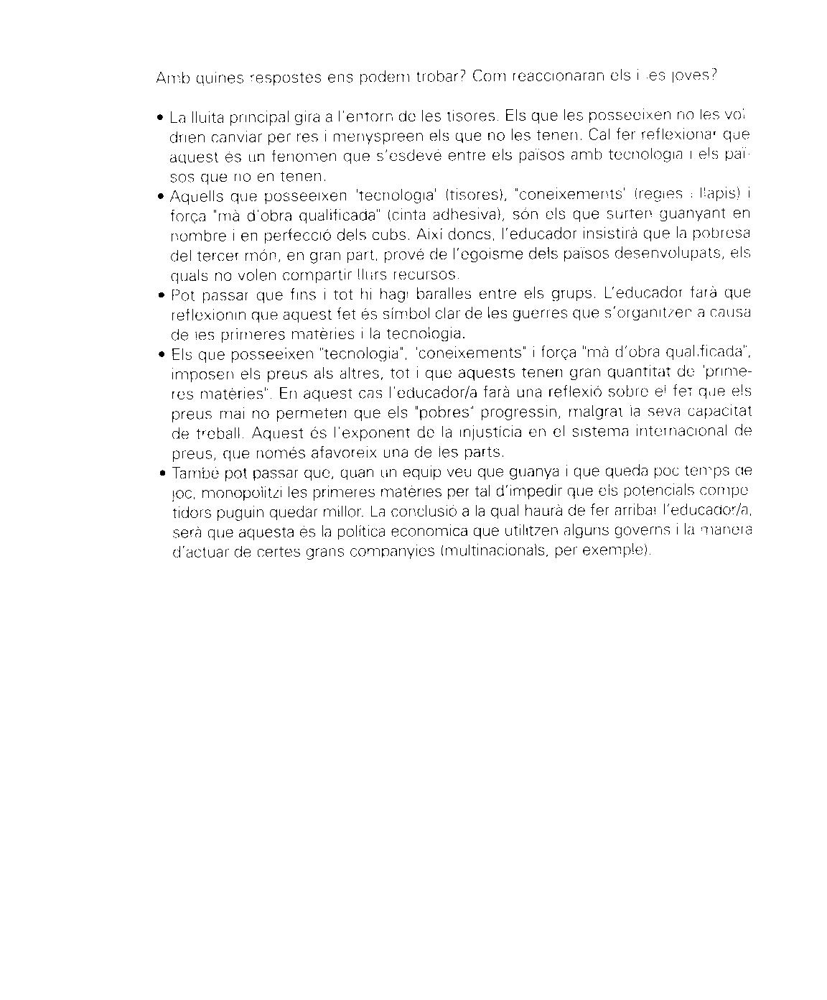 Amb quines respostes ens podem trobar? Com reaccionaran els i les joves?
• La lluita principal gira a l'entorn de les tisores. Els que les posseeixen no les vol-
drien canviar per res i menyspreen els que no les tenen. Cal fer reflexionar que
aquest és un fenomen que s'esdevé entre els països amb tecnologia i els paï-
sos que no en tenen.
• Aquells que posseeixen 'tecnologia' (tisores), "coneixements' (regles i llapis) i
força "mà d'obra qualificada" (cinta adhesiva), són els que surten guanyant en
nombre i en perfecció dels cubs. Així doncs, l'educador insistirà que la pobresa
del tercer món, en gran part, prové de l'egoisme dels països desenvolupats, els
quals no volen compartir llurs recursos.
• Pot passar que fins i tot hi hagi baralles entre els grups. L'educador farà que
reflexionin que aquest fet és símbol clar de les guerres que s'organitzen a causa
de les primeres matèries i la tecnologia.
• Els que posseeixen "tecnologia", 'coneixements" i força "mà d'obra qualificada",
imposen els preus als altres, tot i que aquests tenen gran quantitat de 'prime-
res matèries". En aquest cas l'educador/a farà una reflexió sobre el fet que els
preus mai no permeten que els "pobres" progressin, malgrat la seva capacitat
de treball. Aquest és l'exponent de la injustícia en el sistema internacional de
preus, que només afavoreix una de les parts.
• També pot passar que, quan un equip veu que guanya i que queda poc temps de
joc, monopolitzi les primeres matèries per tal d'impedir que els potencials compe
tidors puguin quedar millor. La conclusió a la qual haurà de fer arribar l'educador/a,
serà que aquesta és la política economica que utilitzen alguns governs i la manera
d'actuar de certes grans companyies (multinacionals, per exemple).